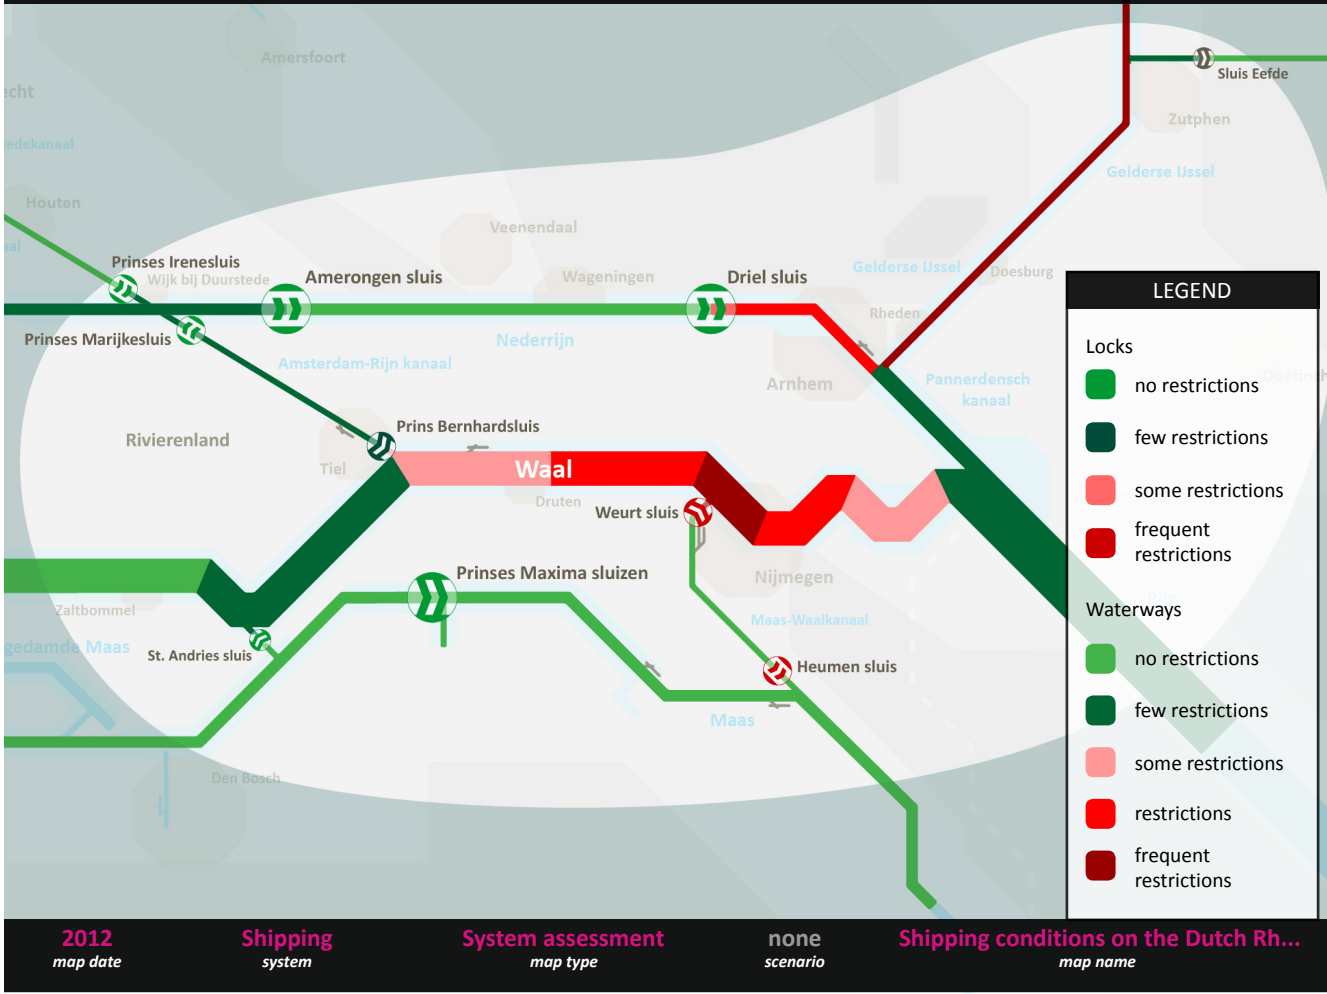 Amersfoort
echt
Sluis Eefde
Zutphen
edekanaal
Gelderse IJssel
Houten
aal
Veenendaal
Prinses Irenesluis
Wijk bij Duurstede
Amerongen sluis
Wageningen
Driel sluis
Gelderse IJssel
Doesburg
Rheden
Prinses Marijkesluis
Nederrijn
Amsterdam-Rijn kanaal
Arnhem
Pannerdensch
kanaal
Prins Bernhardsluis
Rivierenland
Tiel
Waal
Druten
Weurt sluis
Prinses Maxima sluizen
Nijmegen
Zaltbommel
Maas-Waalkanaal
gedamde Maas
St. Andries sluis
Heumen sluis
Maas
Den Bosch
LEGEND
Locks
no restrictions
few restrictions
some restrictions
frequent
restrictions
Waterways
no restrictions
few restrictions
some restrictions
restrictions
frequent
restrictions
Doetinch
Rijn
2012
map date
Shipping
system
System assessment
map type
none
scenario
Shipping conditions on the Dutch Rh...
map name